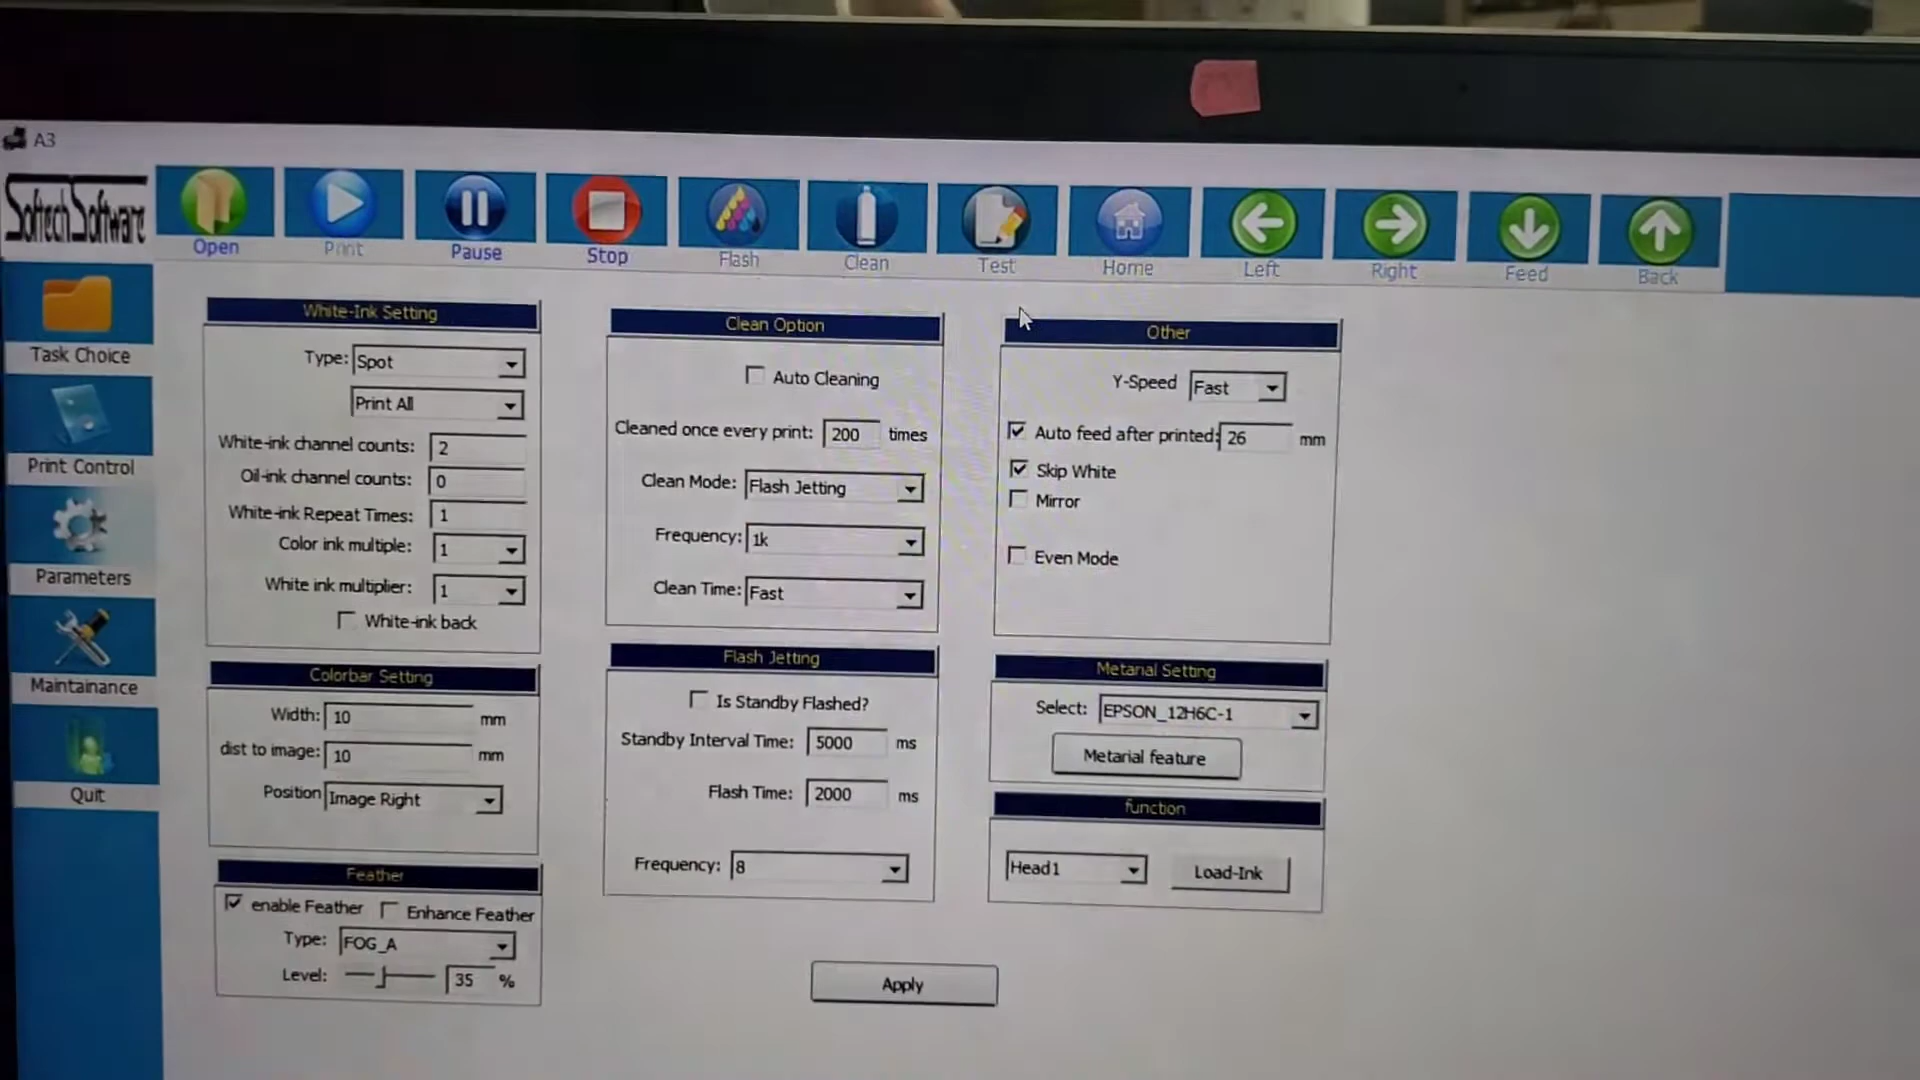 A3
Softech Software
Open
Print
Pause
Stop
Flash
Clean
Test
Home
Left
Right
Feed
Back
Task Choice
Print Control
Parameters
Maintainance
Quit
White-Ink Setting
Type: Spot
Print All
White-ink channel counts: 2
Oil-ink channel counts: 0
White-ink Repeat Times: 1
Color ink multiple: 1
White ink multiplier: 1
White-ink back
Colorbar Setting
Width: 10 mm
dist to image: 10 mm
Position Image Right
Feather
enable Feather Enhance Feather
Type: FOG_A
Level: 35 %
Clean Option
Auto Cleaning
Cleaned once every print: 200 times
Clean Mode: Flash Jetting
Frequency: 1k
Clean Time: Fast
Flash Jetting
Is Standby Flashed?
Standby Interval Time: 5000 ms
Flash Time: 2000 ms
Frequency: 8
Other
Y-Speed Fast
Auto feed after printed: 26 mm
Skip White
Mirror
Even Mode
Metarial Setting
Select: EPSON_12H6C-1
Metarial feature
function
Head1 Load-Ink
Apply